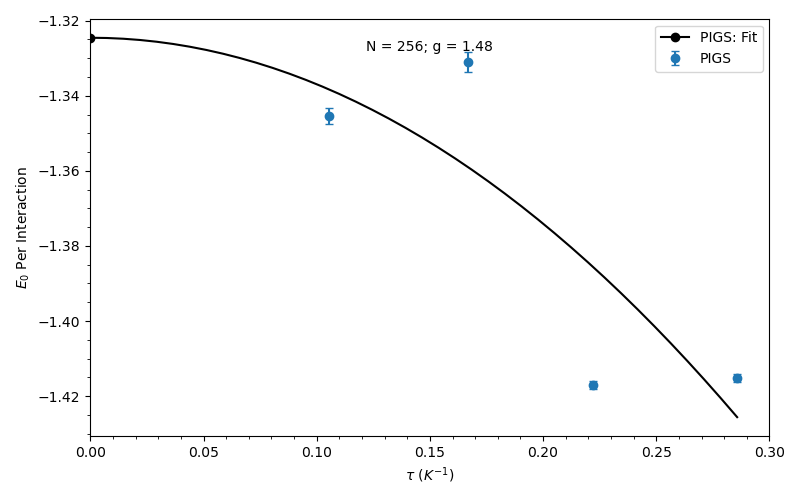 N = 256; g = 1.48
PIGS: Fit
PIGS
E₀ Per Interaction
−1.32
−1.34
−1.36
−1.38
−1.40
−1.42
0.00
0.05
0.10
0.15
0.20
0.25
0.30
τ (K⁻¹)